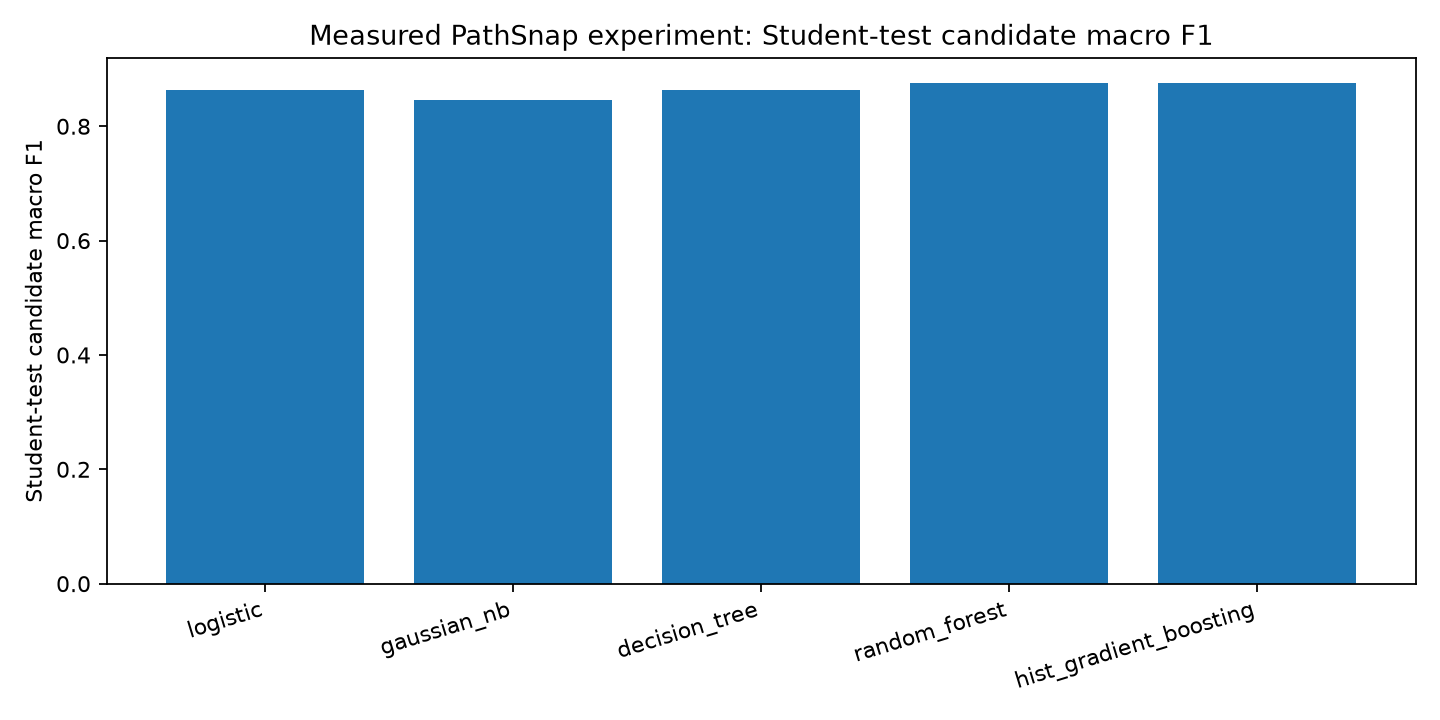 Measured PathSnap experiment: Student-test candidate macro F1
Student-test candidate macro F1
0.8
0.6
0.4
0.2
0.0
logistic
gaussian_nb
decision_tree
random_forest
hist_gradient_boosting